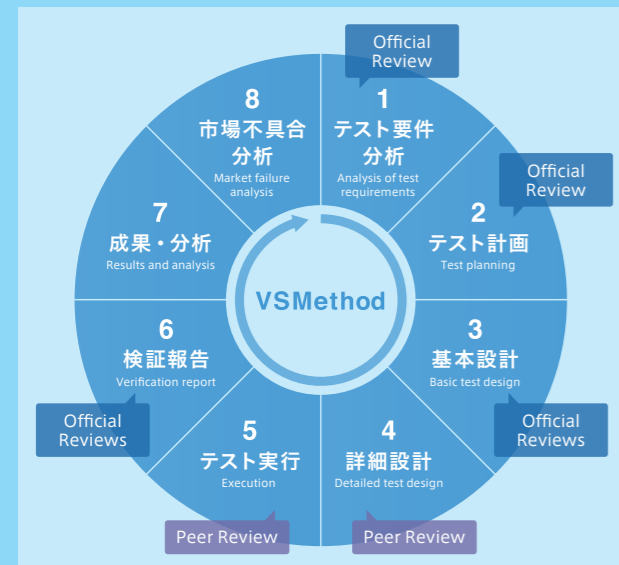 Official
Review
1
テスト要件
分析
Analysis of test
requirements
Official
Review
2
テスト計画
Test planning
3
基本設計
Basic test design
Official
Reviews
4
詳細設計
Detailed test design
Peer Review
5
テスト実行
Execution
Peer Review
6
検証報告
Verification report
Official
Reviews
7
成果・分析
Results and analysis
8
市場不具合
分析
Market failure
analysis
VSMethod